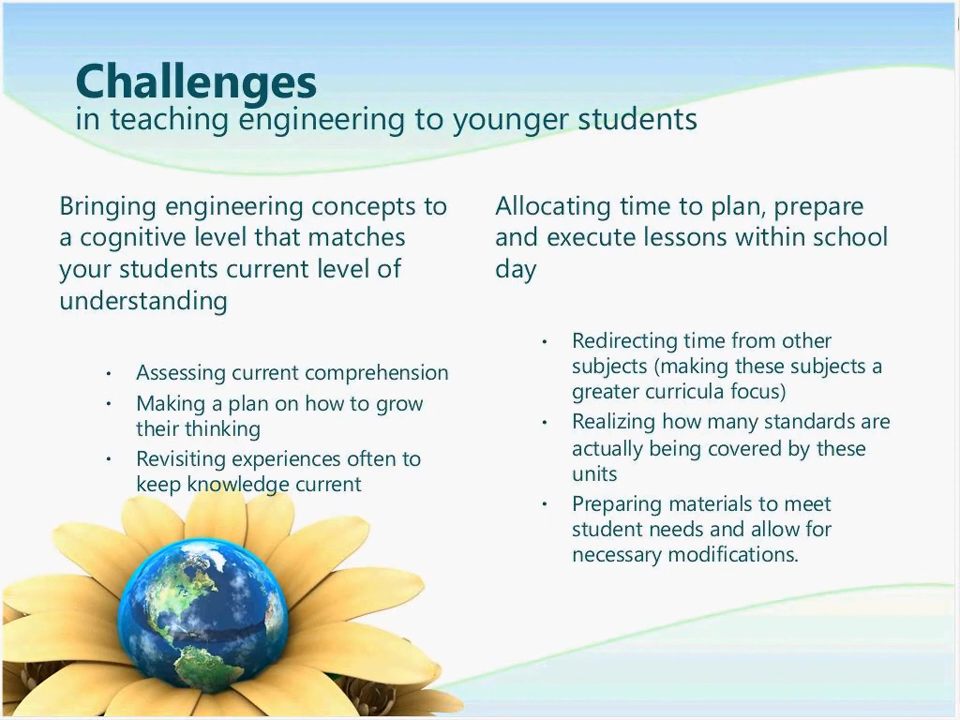 Challenges
in teaching engineering to younger students
Bringing engineering concepts to
a cognitive level that matches
your students current level of
understanding
• Assessing current comprehension
• Making a plan on how to grow
their thinking
• Revisiting experiences often to
keep knowledge current
Allocating time to plan, prepare
and execute lessons within school
day
• Redirecting time from other
subjects (making these subjects a
greater curricula focus)
• Realizing how many standards are
actually being covered by these
units
• Preparing materials to meet
student needs and allow for
necessary modifications.